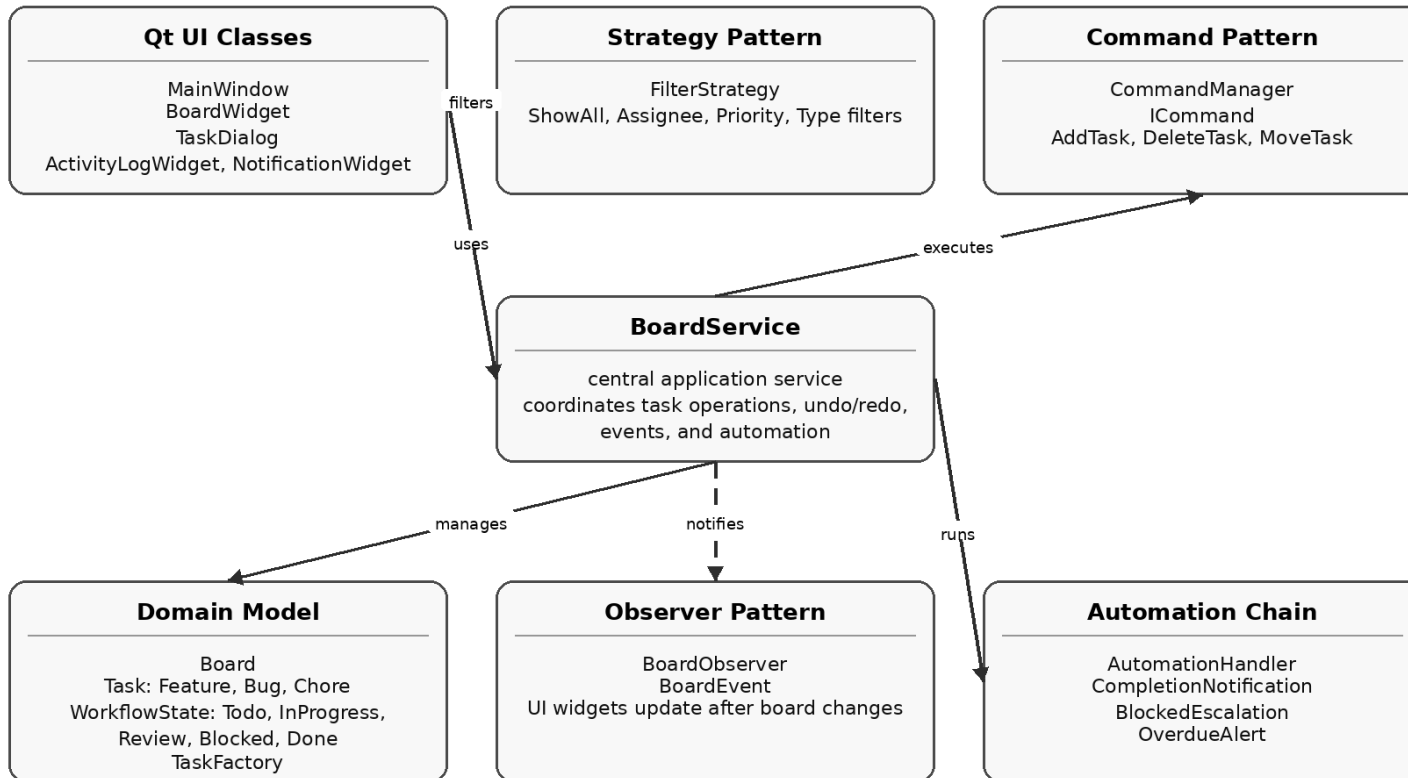 Qt UI Classes
MainWindow
BoardWidget
TaskDialog
ActivityLogWidget, NotificationWidget
filters
Strategy Pattern
FilterStrategy
ShowAll, Assignee, Priority, Type filters
Command Pattern
CommandManager
ICommand
AddTask, DeleteTask, MoveTask
uses
executes
BoardService
central application service
coordinates task operations, undo/redo,
events, and automation
manages
notifies
runs
Domain Model
Board
Task: Feature, Bug, Chore
WorkflowState: Todo, InProgress,
Review, Blocked, Done
TaskFactory
Observer Pattern
BoardObserver
BoardEvent
UI widgets update after board changes
Automation Chain
AutomationHandler
CompletionNotification
BlockedEscalation
OverdueAlert